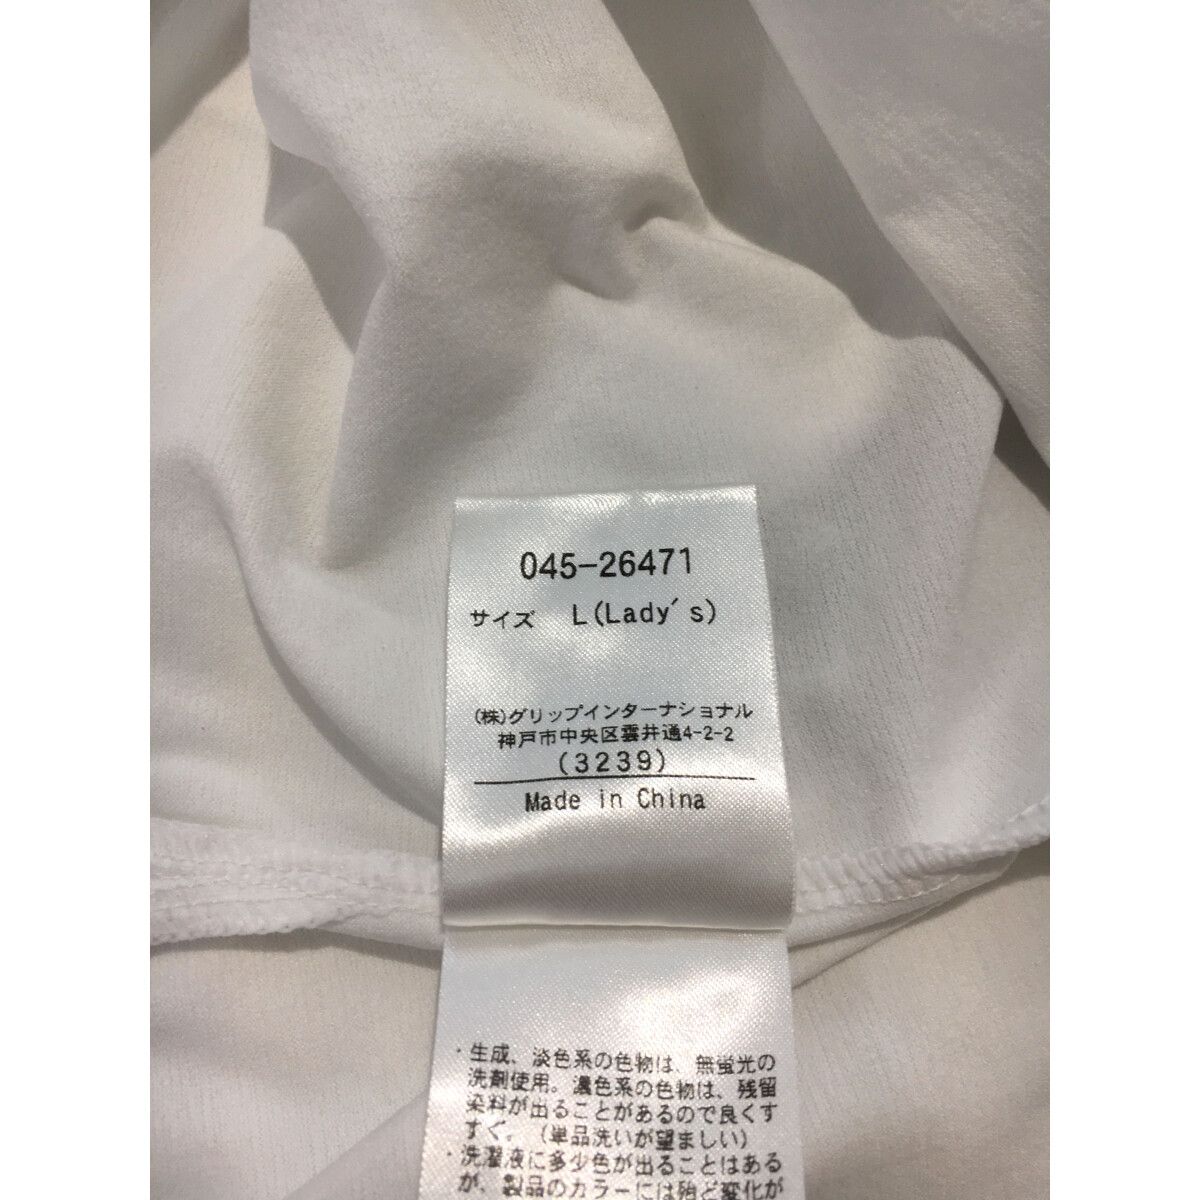 045-26471
サイズ L(Lady's)
(株)グリップインターナショナル
神戸市中央区雲井通4-2-2
(3239)
Made in China
・生成、淡色系の色物は、無蛍光の
洗剤使用。濃色系の色物は、残留
染料が出ることがあるので良くす
すぐ。(単品洗いが望ましい)
・洗濯液に多少色が出ることはある
が、製品のカラーには殆ど変化が